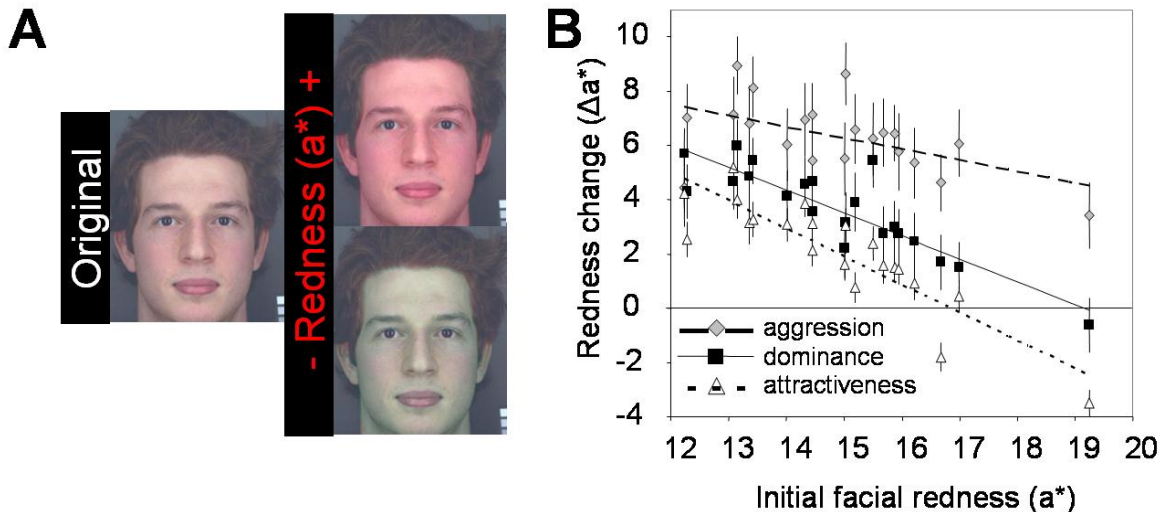 A
Original
- Redness (a*) +
B
Redness change (Δa*)
10
8
6
4
2
0
-2
-4
aggression
dominance
attractiveness
12 13 14 15 16 17 18 19 20
Initial facial redness (a*)